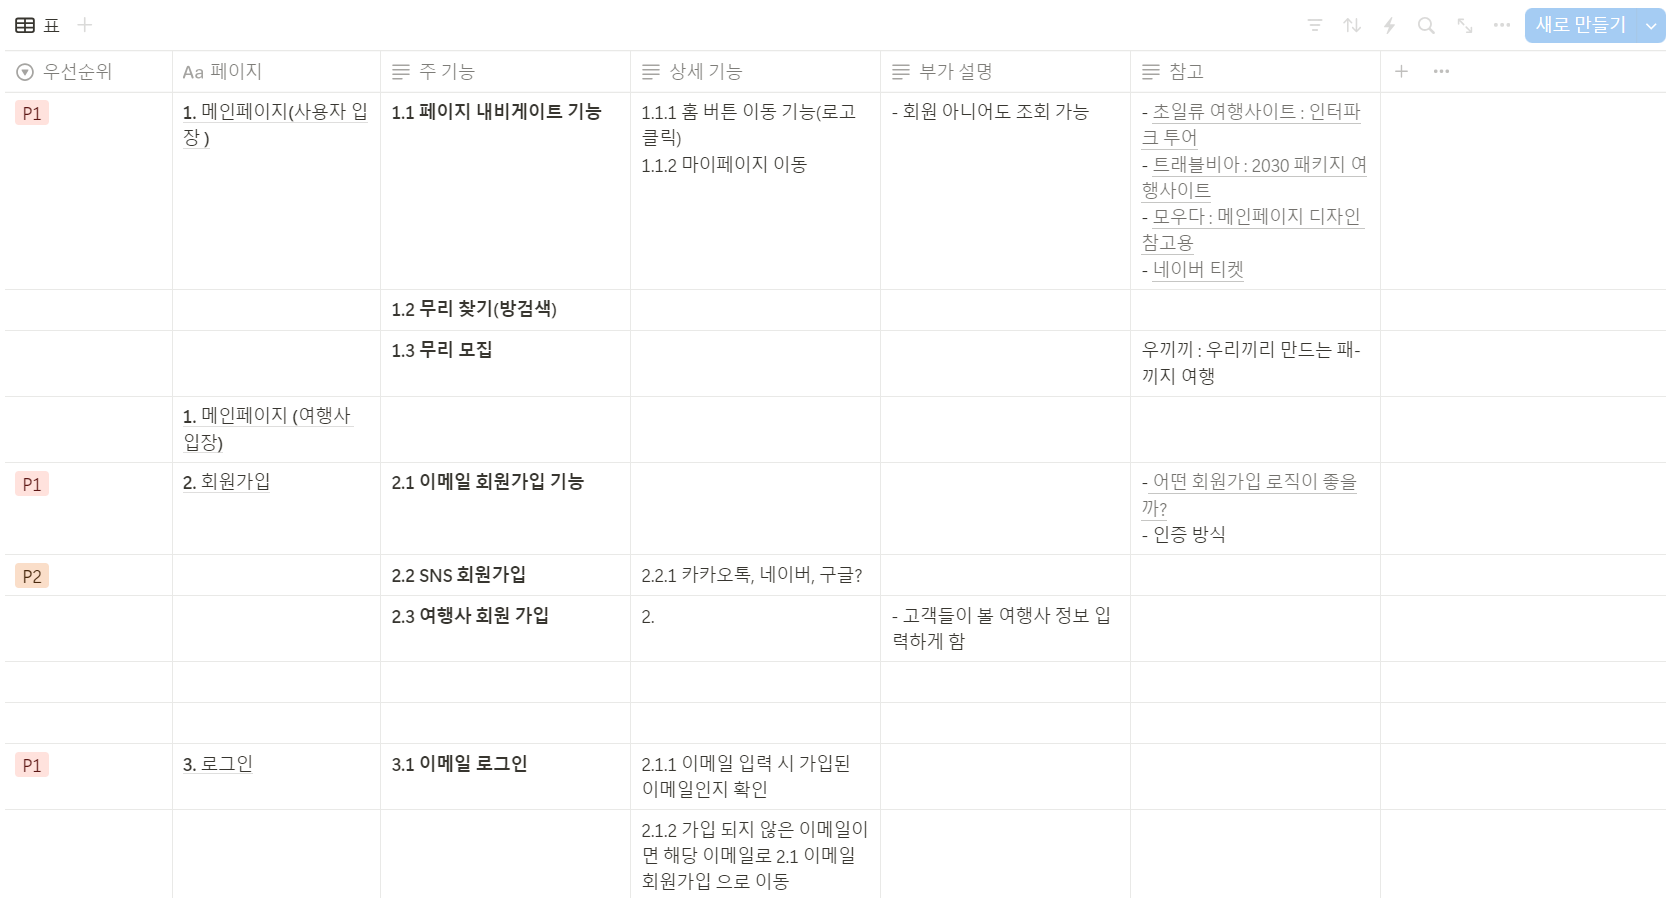 표
새로 만들기
우선순위
Aa 페이지
주 기능
상세 기능
부가 설명
참고
P1
1. 메인페이지(사용자 입
장 )
1.1 페이지 내비게이트 기능
1.1.1 홈 버튼 이동 기능(로고
클릭)
1.1.2 마이페이지 이동
- 회원 아니어도 조회 가능
- 초일류 여행사이트 : 인터파
크 투어
- 트래블비아 : 2030 패키지 여
행사이트
- 모우다 : 메인페이지 디자인
참고용
- 네이버 티켓
1.2 무리 찾기(방검색)
1.3 무리 모집
우끼끼 : 우리끼리 만드는 패-
끼지 여행
1. 메인페이지 (여행사
입장)
P1
2. 회원가입
2.1 이메일 회원가입 기능
- 어떤 회원가입 로직이 좋을
까?
- 인증 방식
P2
2.2 SNS 회원가입
2.2.1 카카오톡, 네이버, 구글?
2.3 여행사 회원 가입
2.
- 고객들이 볼 여행사 정보 입
력하게 함
P1
3. 로그인
3.1 이메일 로그인
2.1.1 이메일 입력 시 가입된
이메일인지 확인
2.1.2 가입 되지 않은 이메일이
면 해당 이메일로 2.1 이메일
회원가입 으로 이동